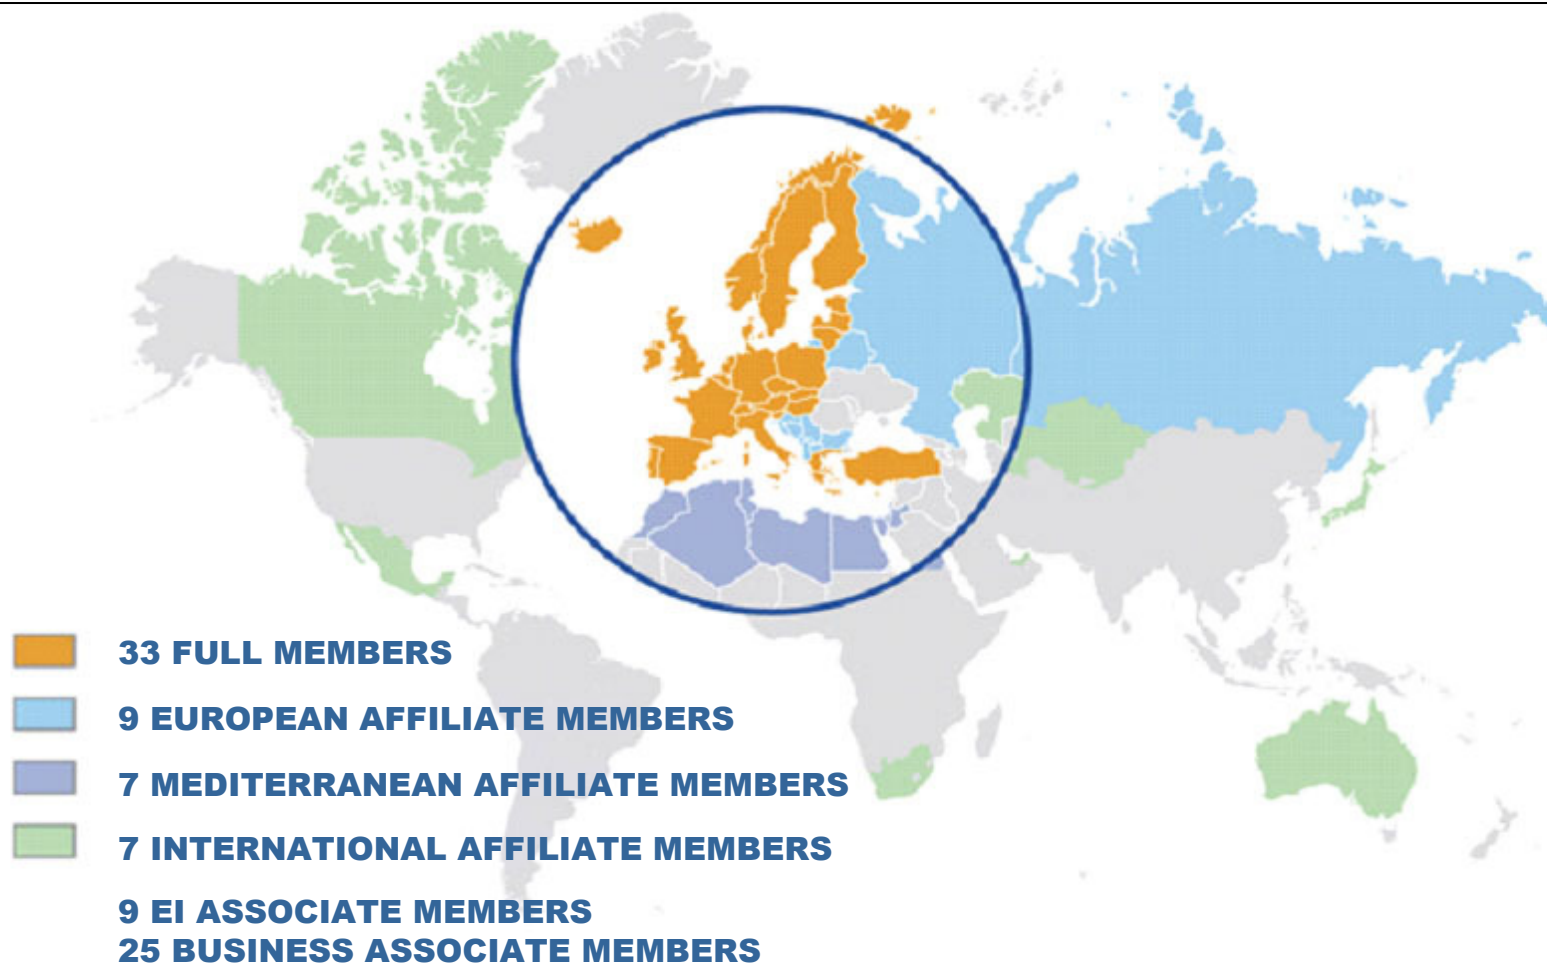 33 FULL MEMBERS
9 EUROPEAN AFFILIATE MEMBERS
7 MEDITERRANEAN AFFILIATE MEMBERS
7 INTERNATIONAL AFFILIATE MEMBERS
9 EI ASSOCIATE MEMBERS
25 BUSINESS ASSOCIATE MEMBERS